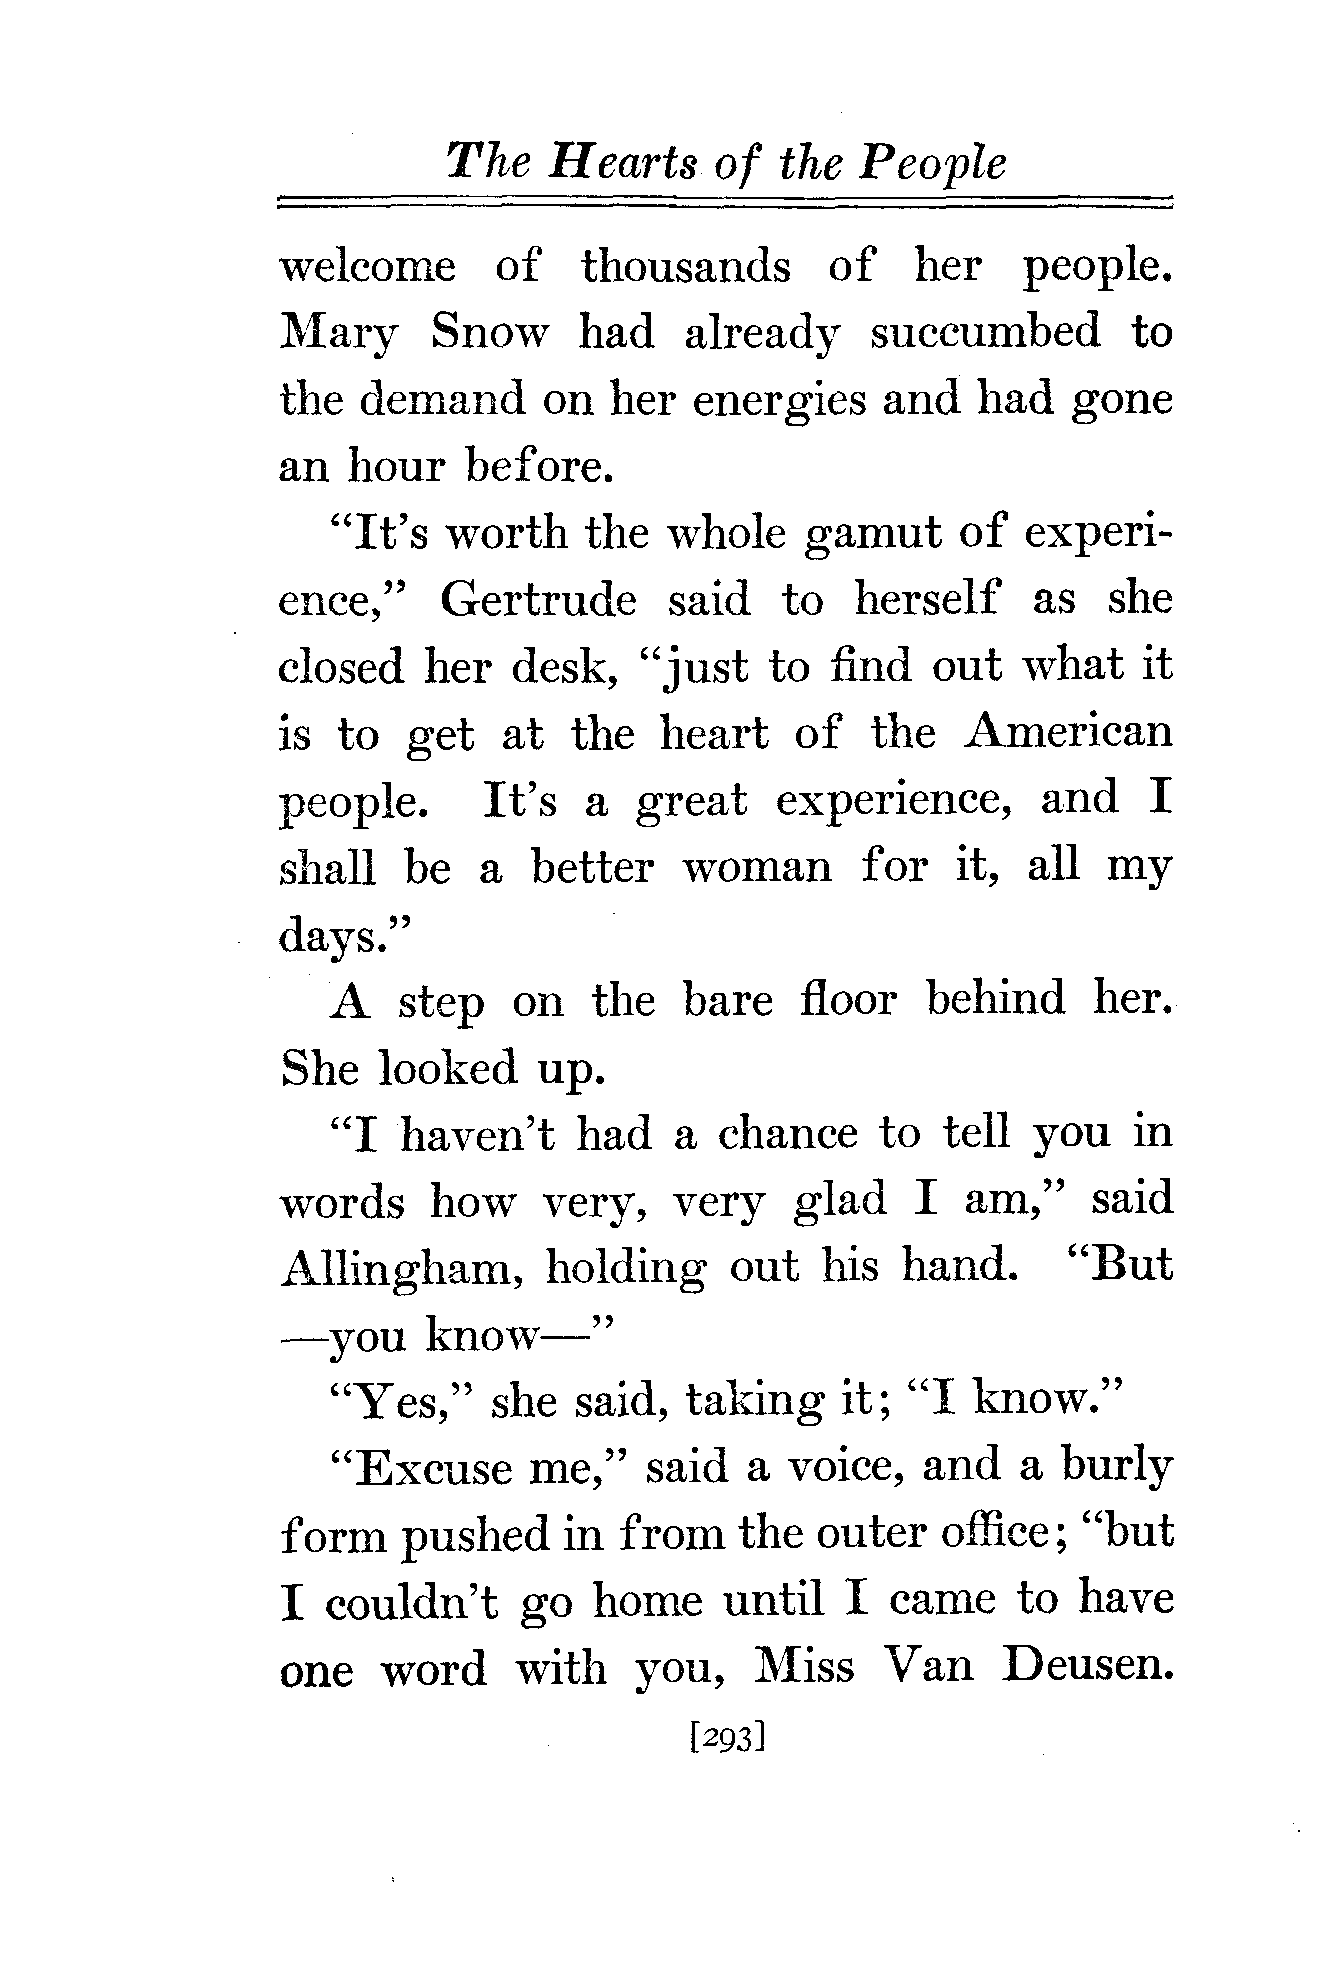 The Hearts of the People
welcome of thousands of her people.
Mary Snow had already succumbed to
the demand on her energies and had gone
an hour before.
“It’s worth the whole gamut of experi-
ence,” Gertrude said to herself as she
closed her desk, “just to find out what it
is to get at the heart of the American
people. It’s a great experience, and I
shall be a better woman for it, all my
days.”
A step on the bare floor behind her.
She looked up.
“I haven’t had a chance to tell you in
words how very, very glad I am,” said
Allingham, holding out his hand. “But
—you know—”
“Yes,” she said, taking it; “I know.”
“Excuse me,” said a voice, and a burly
form pushed in from the outer office; “but
I couldn’t go home until I came to have
one word with you, Miss Van Deusen.
[293]